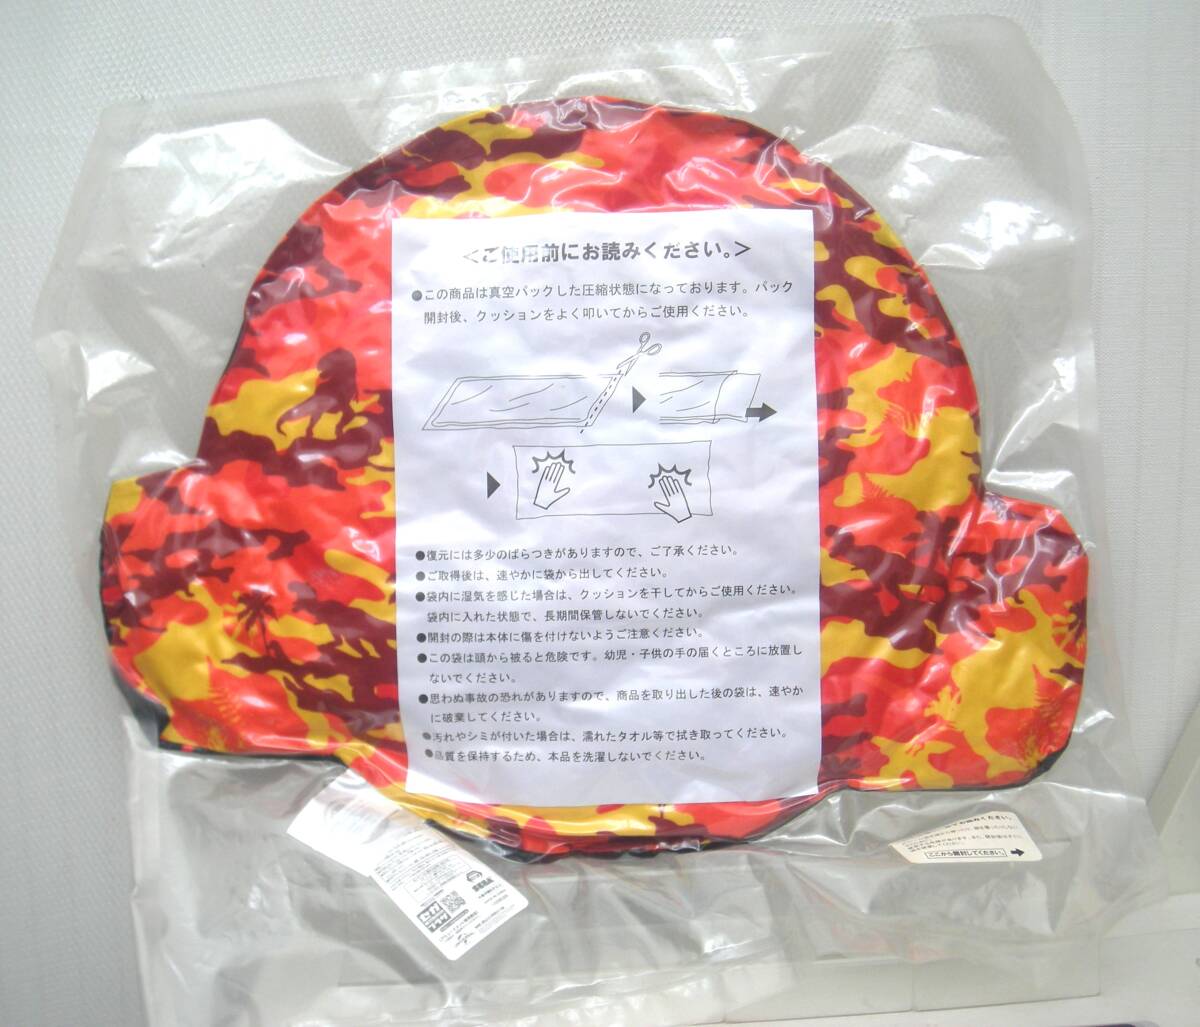 ＜ご使用前にお読みください。＞
●この商品は真空パックした圧縮状態になっております。パック
開封後、クッションをよく叩いてからご使用ください。
●復元には多少のばらつきがありますので、ご了承ください。
●ご取得後は、速やかに袋から出してください。
●袋内に湿気を感じた場合は、クッションを干してからご使用ください。
袋内に入れた状態で、長期間保管しないでください。
●開封の際は本体に傷を付けないようご注意ください。
●この袋は頭から被ると危険です。幼児・子供の手の届くところに放置し
ないでください。
●思わぬ事故の恐れがありますので、商品を取り出した後の袋は、速やか
に破棄してください。
●汚れやシミが付いた場合は、濡れたタオル等で拭き取ってください。
●品質を保持するため、本品を洗濯しないでください。
ここから開封してください。